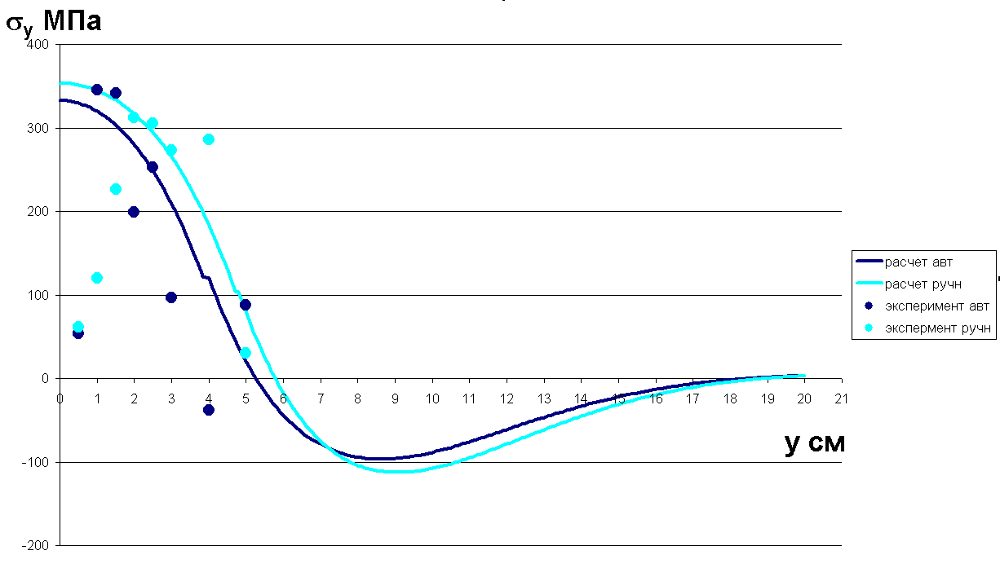 σy МПа
400
300
200
100
0
-100
-200
0 1 2 3 4 5 6 7 8 9 10 11 12 13 14 15 16 17 18 19 20 21
у см
расчет авт
расчет ручн
эксперимент авт
экспермент ручн